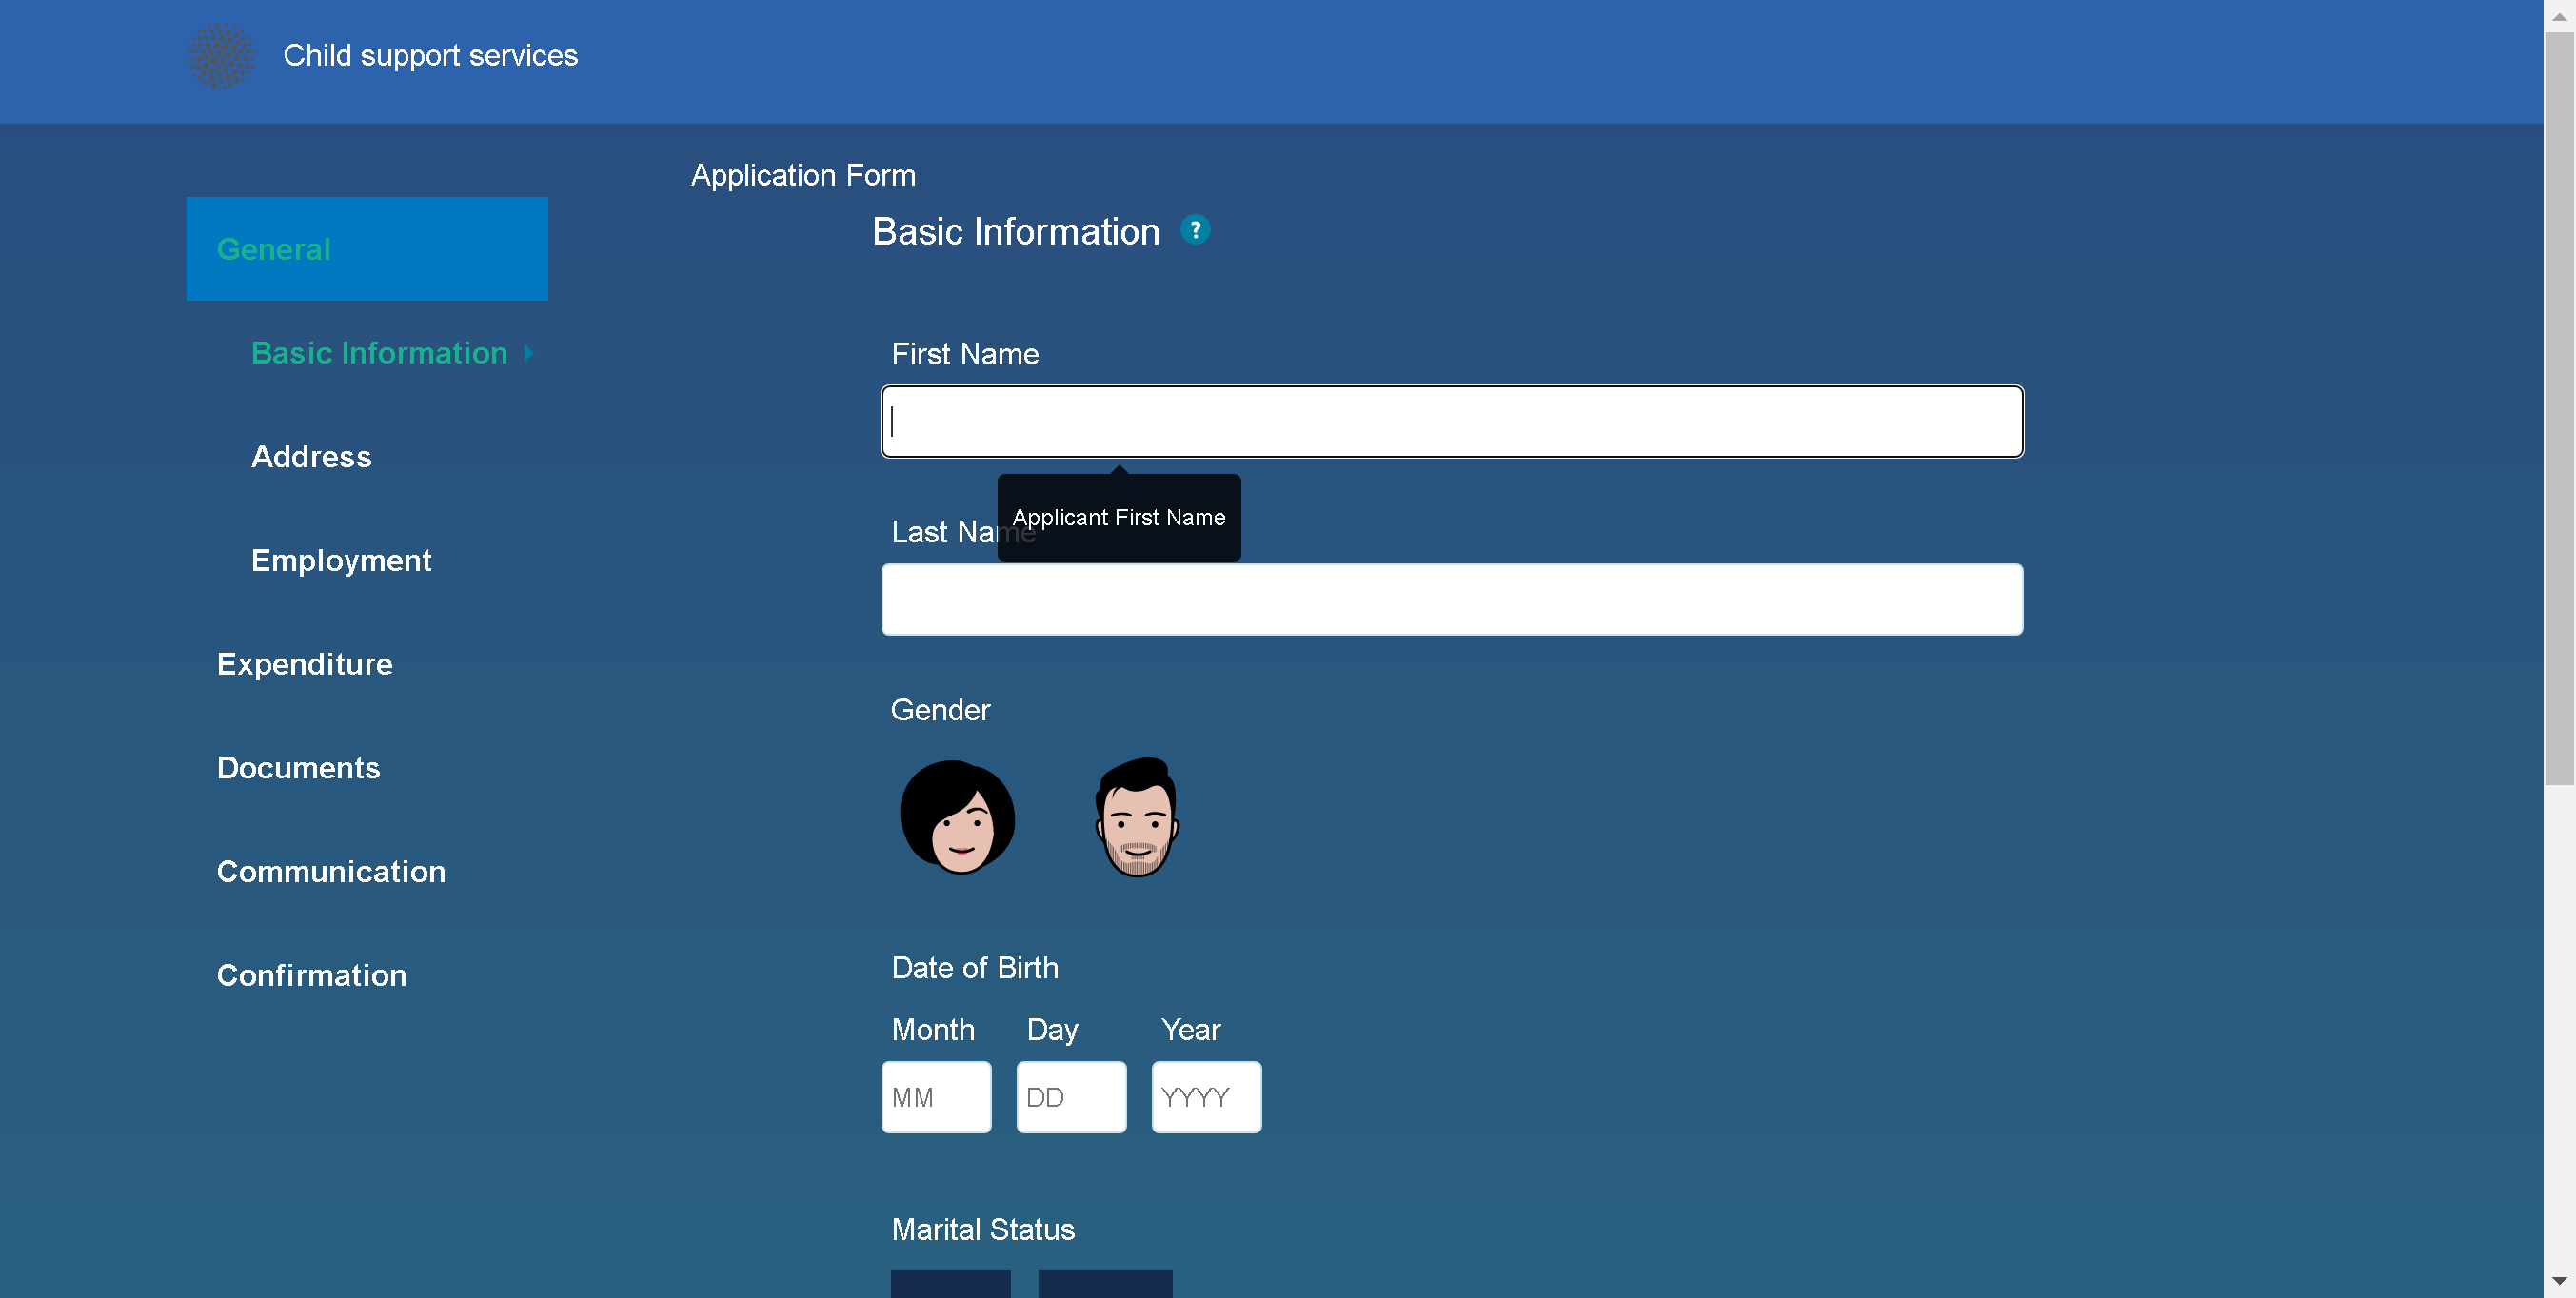 Child support services
Application Form
Basic Information ?
General
Basic Information
Address
Employment
Expenditure
Documents
Communication
Confirmation
First Name
Applicant First Name
Last Name
Gender
Date of Birth
Month Day Year
MM DD YYYY
Marital Status